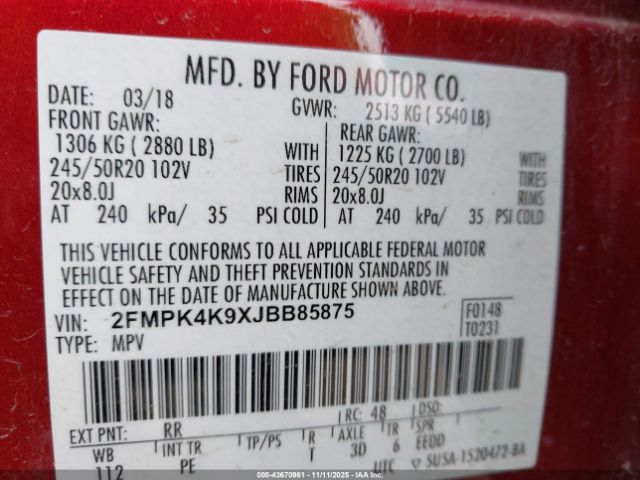 MFD. BY FORD MOTOR CO.
DATE: 03/18
GVWR: 2513 KG ( 5540 LB)
FRONT GAWR:
1306 KG ( 2880 LB) WITH
245/50R20 102V TIRES
20x8.0J RIMS
AT 240 kPa/ 35 PSI COLD
REAR GAWR:
1225 KG ( 2700 LB) WITH
245/50R20 102V TIRES
20x8.0J RIMS
AT 240 kPa/ 35 PSI COLD
THIS VEHICLE CONFORMS TO ALL APPLICABLE FEDERAL MOTOR
VEHICLE SAFETY AND THEFT PREVENTION STANDARDS IN
EFFECT ON THE DATE OF MANUFACTURE SHOWN ABOVE.
VIN: 2FMPK4K9XJBB85875
TYPE: MPV
F0148
T0231
EXT PNT: RR RC: 48 DSO:
WB INT TR TP/PS R AXLE TR SPR
112 PE T 3D 6 EEDD
UTC 5U5A-1520472-8A
© 43670961 - 11/11/2025 - IAA Inc.